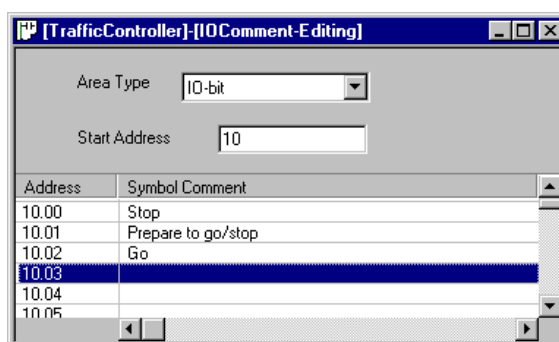 [TrafficController]-[IOComment-Editing]
Area Type IO-bit
Start Address 10
Address Symbol Comment
10.00 Stop
10.01 Prepare to go/stop
10.02 Go
10.03
10.04
10.05